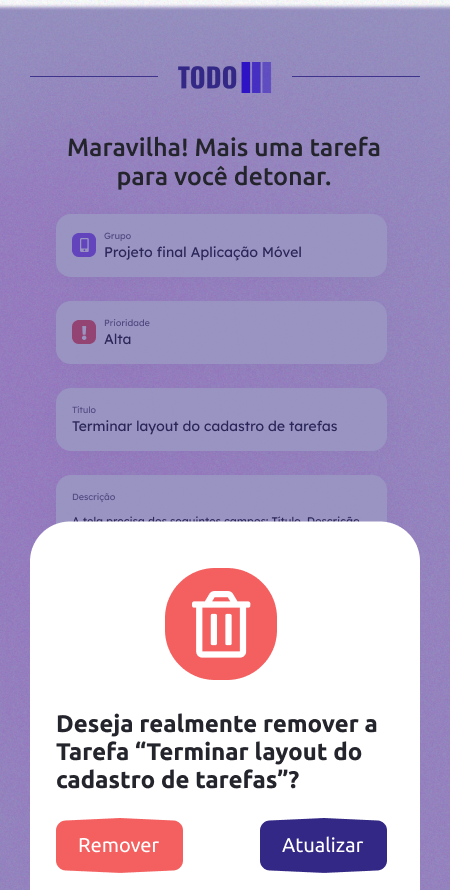 TODO
Maravilha! Mais uma tarefa
para você detonar.
Grupo
Projeto final Aplicação Móvel
Prioridade
Alta
Título
Terminar layout do cadastro de tarefas
Descrição
A tela precisa dos seguintes campos: Título, Descrição,
Deseja realmente remover a
Tarefa “Terminar layout do
cadastro de tarefas”?
Remover
Atualizar